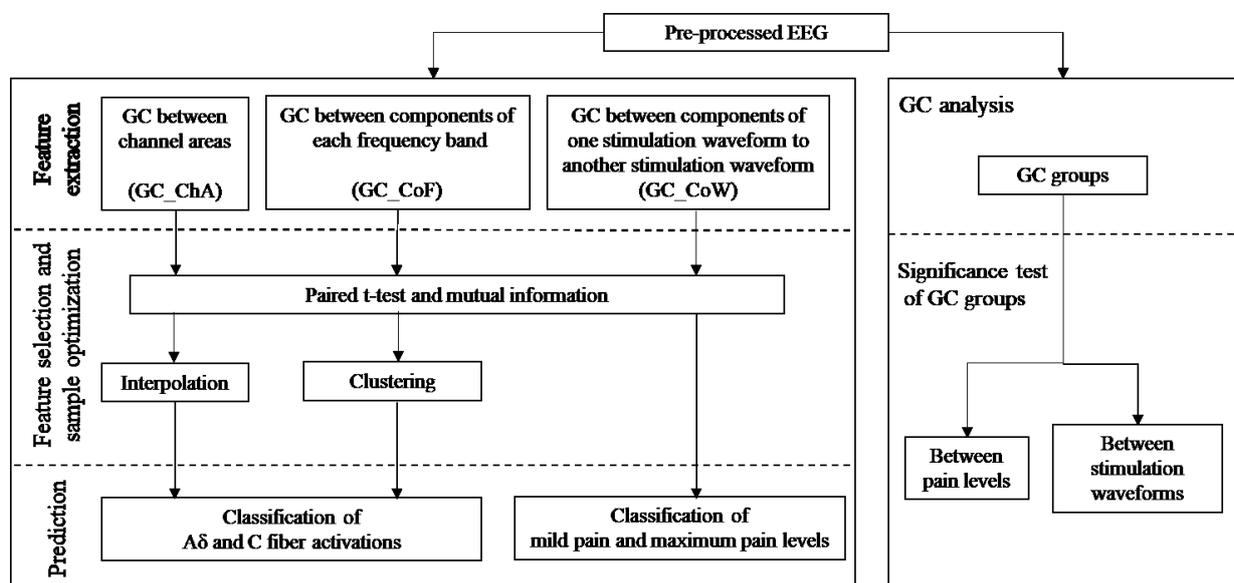 Pre-processed EEG
Feature
extraction
GC between
channel areas
(GC_ChA)
GC between components of
each frequency band
(GC_CoF)
GC between components of
one stimulation waveform to
another stimulation waveform
(GC_CoW)
Feature selection and
sample optimization
Paired t-test and mutual information
Interpolation
Clustering
Prediction
Classification of
Aδ and C fiber activations
Classification of
mild pain and maximum pain levels
GC analysis
GC groups
Significance test
of GC groups
Between
pain levels
Between
stimulation
waveforms